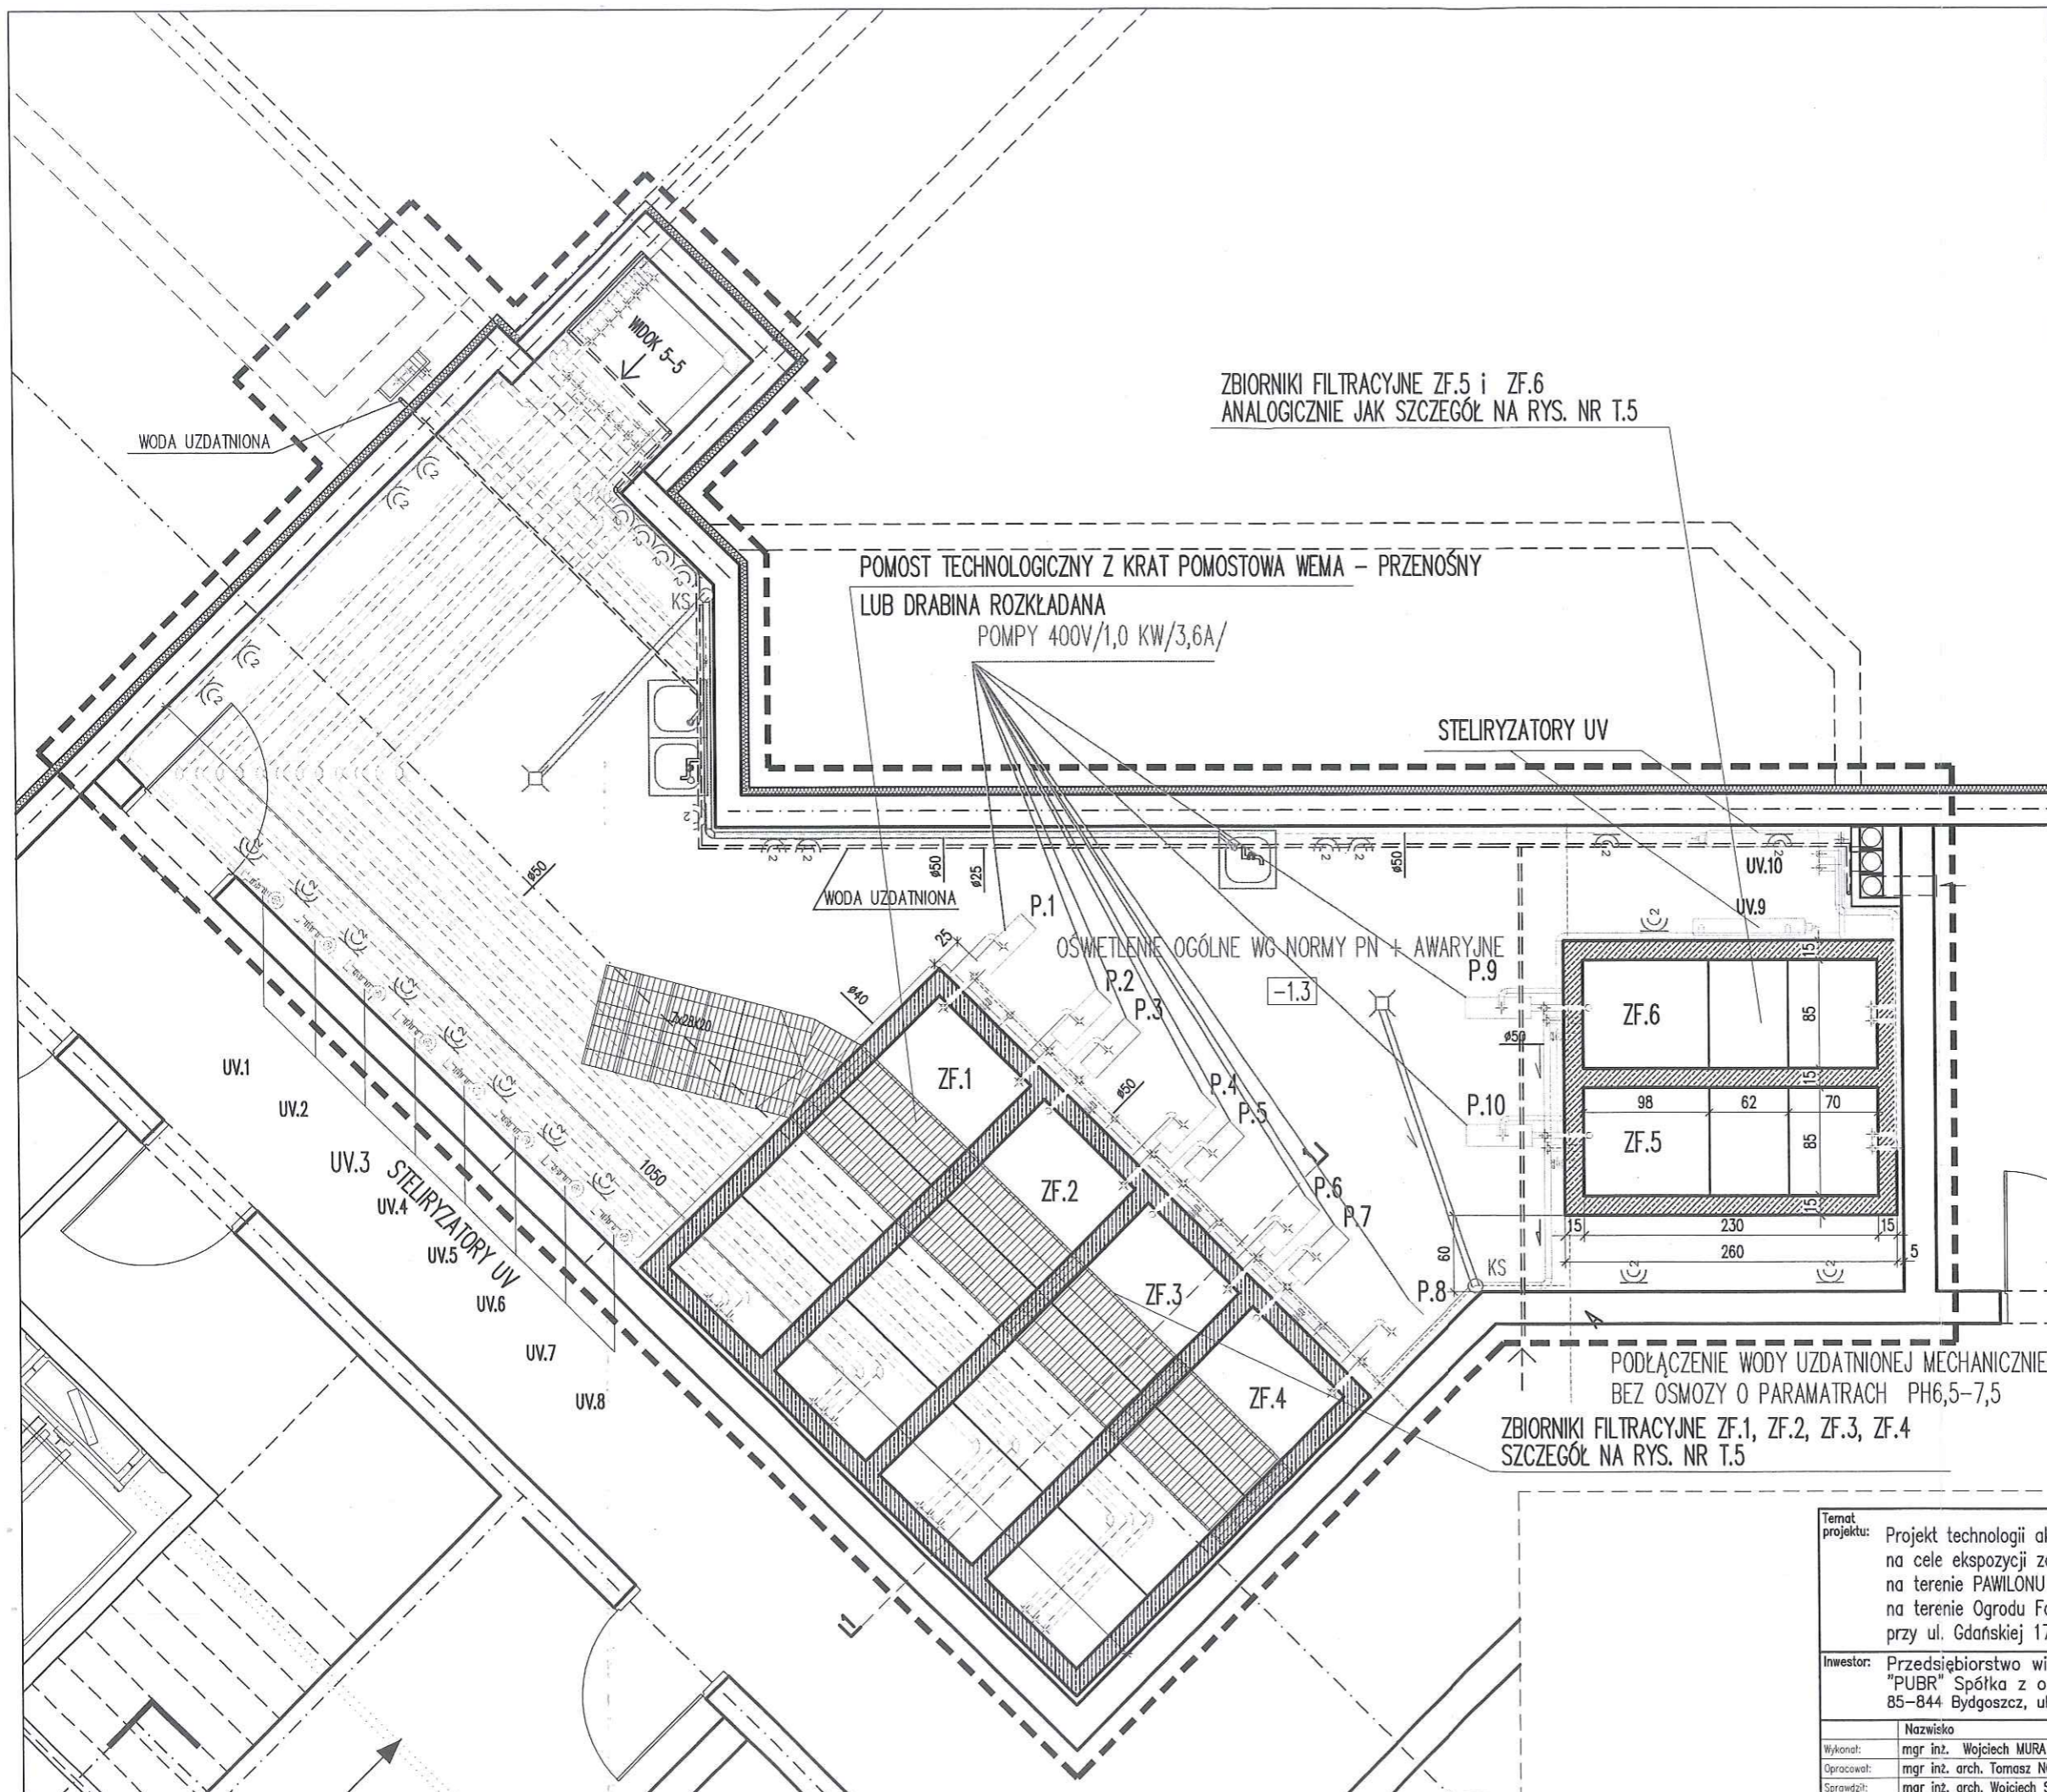 WIDOK 5-5
ZBIORNIKI FILTRACYJNE ZF.5 i ZF.6
ANALOGICZNIE JAK SZCZEGÓŁ NA RYS. NR T.5
WODA UZDATNIONA
POMOST TECHNOLOGICZNY Z KRAT POMOSTOWA WEMA – PRZENOŚNY
LUB DRABINA ROZKŁADANA
POMPY 400V/1,0 KW/3,6A/
KS
STELIRYZATORY UV
ø50
ø50
ø25
ø50
WODA UZDATNIONA
UV.10
UV.9
P.1
25
OŚWIETLENIE OGÓLNE WG NORMY PN + AWARYJNE
P.2
P.3
-1.3
P.9
ø40
ZF.6
85
15
ø50
ZF.1
ø50
P.4
P.5
P.10
98
62
70
15
ZF.5
85
15
UV.1
UV.2
UV.3
STELIRYZATORY UV
UV.4
UV.5
UV.6
UV.7
UV.8
1050
ZF.2
P.6
P.7
ZF.3
P.8
60
KS
15
230
15
260
5
ZF.4
A
PODŁĄCZENIE WODY UZDATNIONEJ MECHANICZNIE
BEZ OSMOZY O PARAMATRACH PH6,5-7,5
ZBIORNIKI FILTRACYJNE ZF.1, ZF.2, ZF.3, ZF.4
SZCZEGÓŁ NA RYS. NR T.5
Temat
projektu:
Projekt technologii
na cele ekspozycji
na terenie PAWILONU
na terenie Ogrodu
przy ul. Gdańskiej 17
Inwestor:
Przedsiębiorstwo
"PUBR" Spółka z
85-844 Bydgoszcz,
Nazwisko
Wykonał: mgr inż. Wojciech MURA
Opracował: mgr inż. arch. Tomasz
Sprawdził: mgr inż. arch. Wojciech